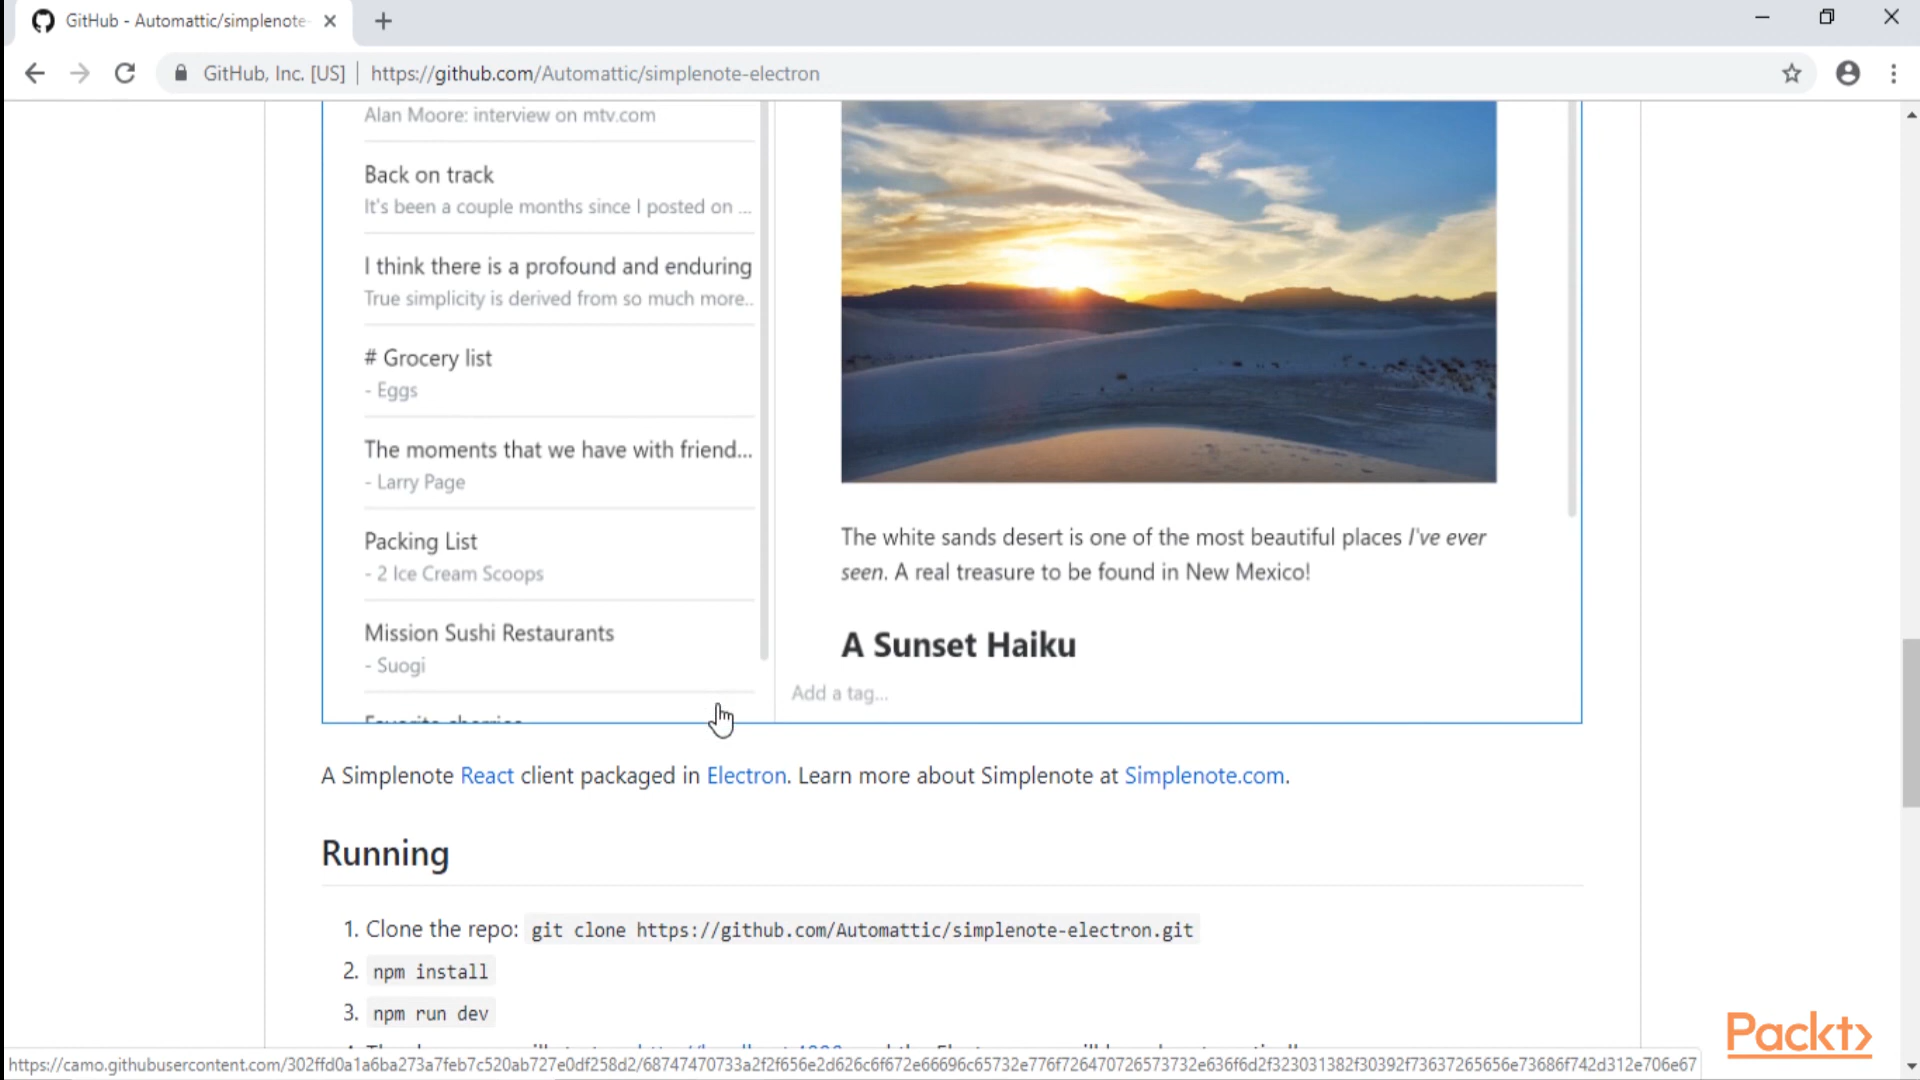 GitHub - Automattic/simplenote-
GitHub, Inc. [US] | https://github.com/Automattic/simplenote-electron
Alan Moore: interview on mtv.com
Back on track
It's been a couple months since I posted on ...
I think there is a profound and enduring
True simplicity is derived from so much more..
# Grocery list
- Eggs
The moments that we have with friend...
- Larry Page
Packing List
- 2 Ice Cream Scoops
Mission Sushi Restaurants
- Suogi
The white sands desert is one of the most beautiful places I've ever
seen. A real treasure to be found in New Mexico!
A Sunset Haiku
Add a tag...
A Simplenote React client packaged in Electron. Learn more about Simplenote at Simplenote.com.
Running
1. Clone the repo: git clone https://github.com/Automattic/simplenote-electron.git
2. npm install
3. npm run dev
Packt>